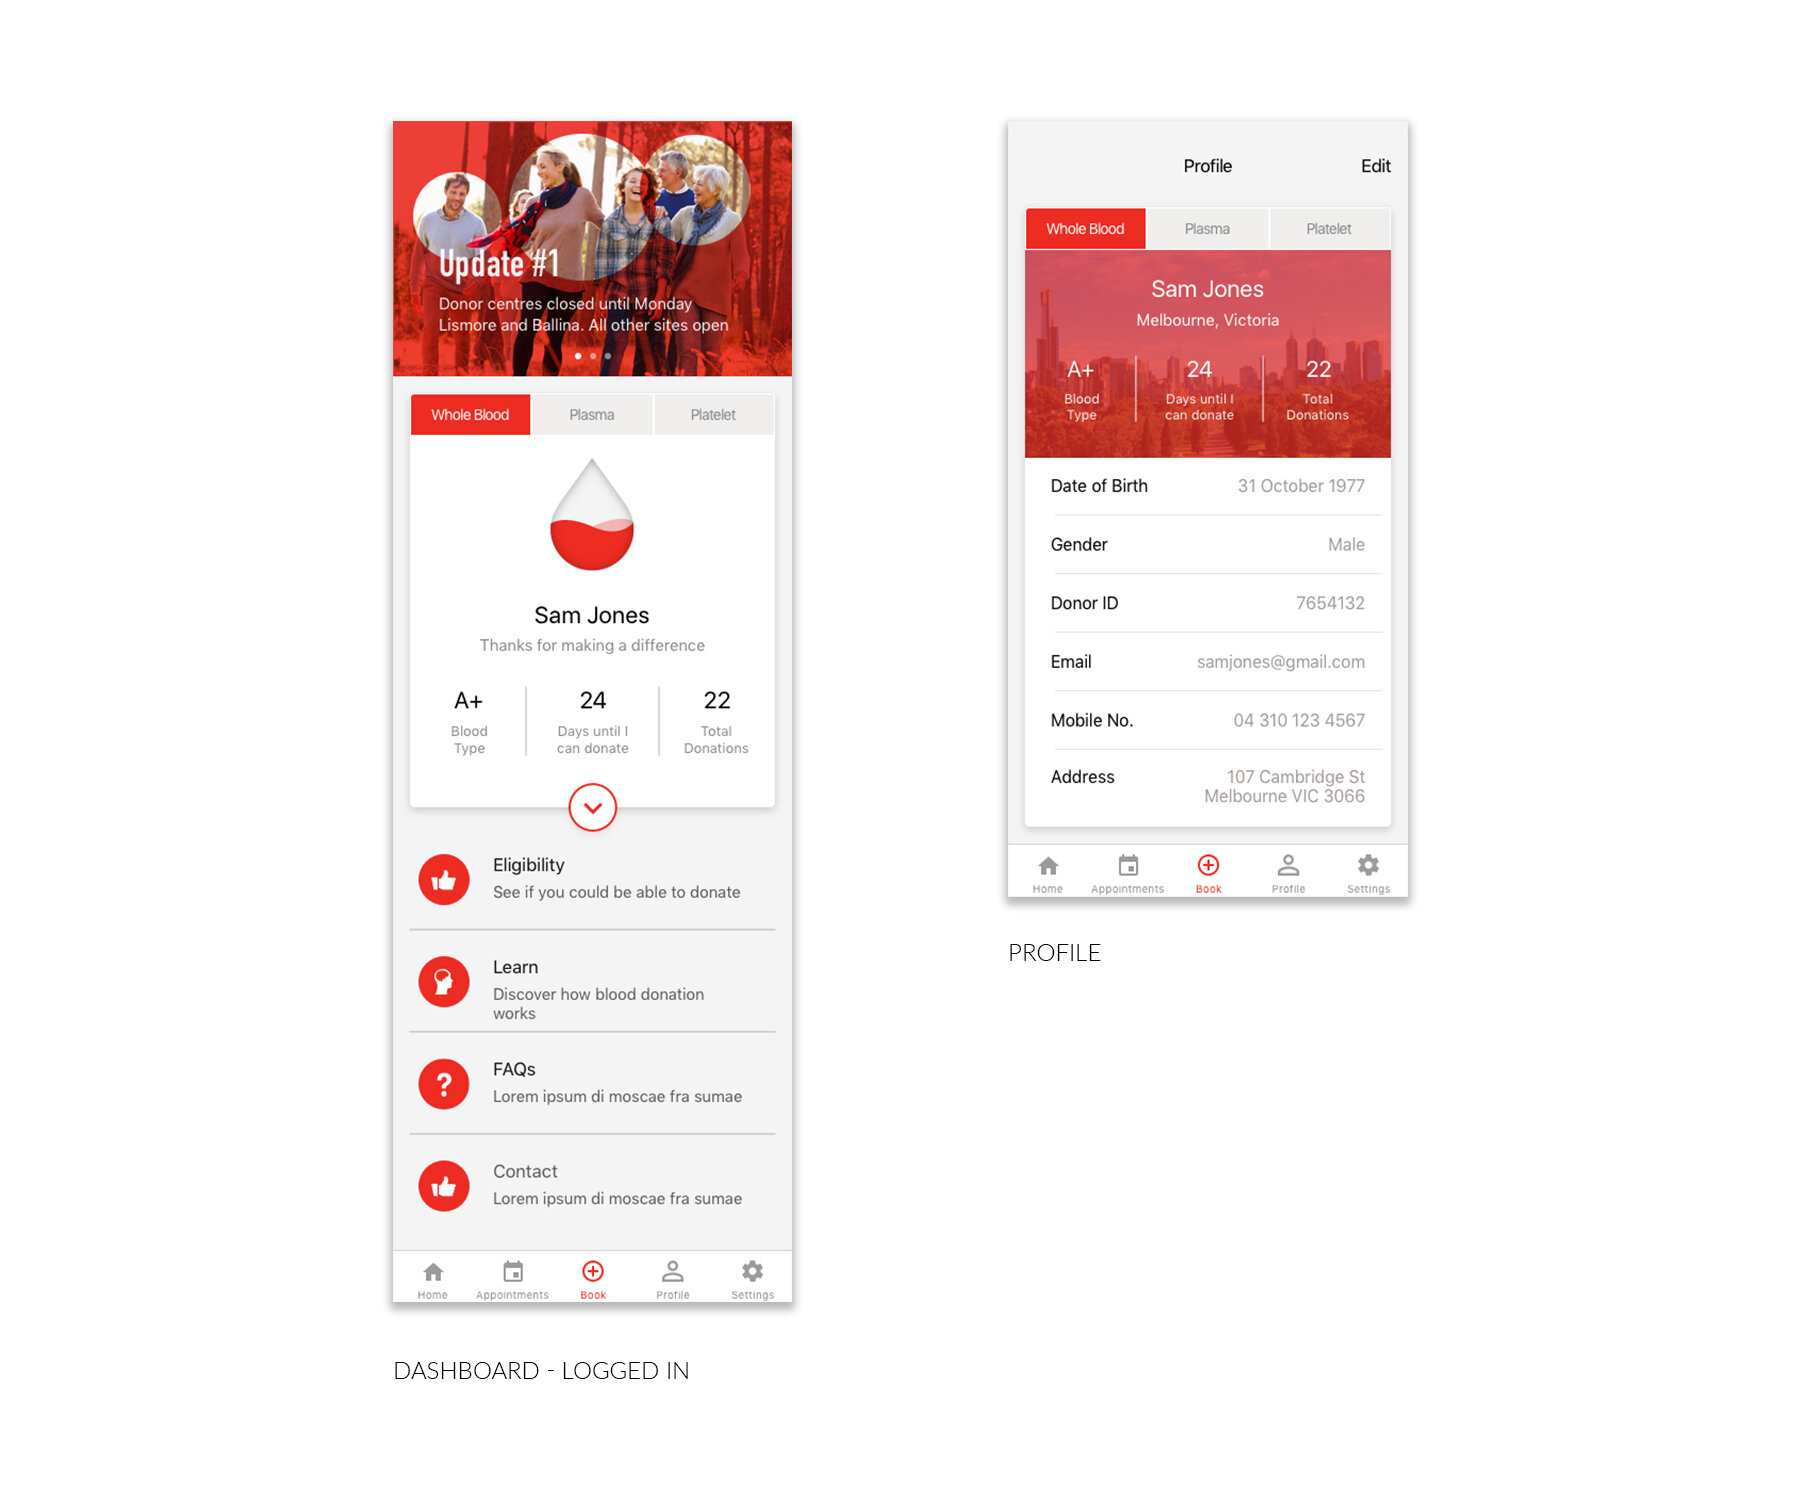 Update #1
Donor centres closed until Monday
Lismore and Ballina. All other sites open
Whole Blood
Plasma
Platelet
Sam Jones
Thanks for making a difference
A+
Blood
Type
24
Days until I
can donate
22
Total
Donations
Eligibility
See if you could be able to donate
Learn
Discover how blood donation
works
?
FAQs
Lorem ipsum di moscae fra sumae
Contact
Lorem ipsum di moscae fra sumae
Home
Appointments
Book
Profile
Settings
DASHBOARD - LOGGED IN
Profile
Edit
Whole Blood
Plasma
Platelet
Sam Jones
Melbourne, Victoria
A+
Blood
Type
24
Days until I
can donate
22
Total
Donations
Date of Birth 31 October 1977
Gender Male
Donor ID 7654132
Email samjones@gmail.com
Mobile No. 04 310 123 4567
Address 107 Cambridge St
Melbourne VIC 3066
Home
Appointments
Book
Profile
Settings
PROFILE